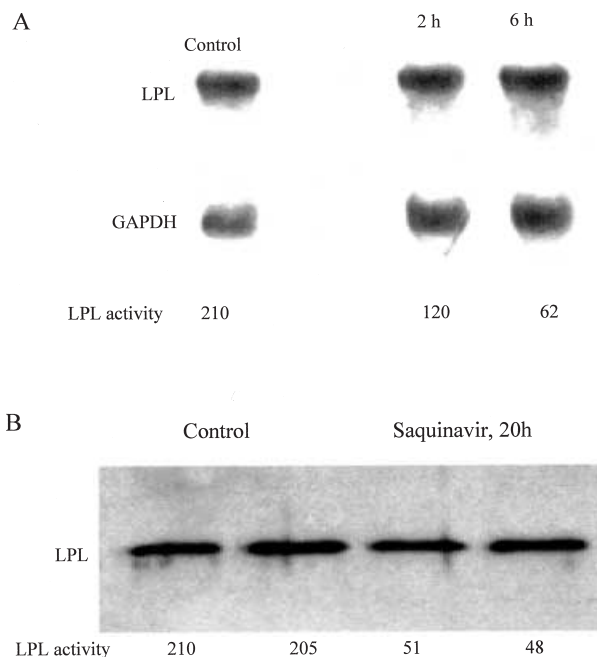 A
Control 2 h 6 h
LPL
GAPDH
LPL activity 210 120 62
B
Control Saquinavir, 20h
LPL
LPL activity 210 205 51 48